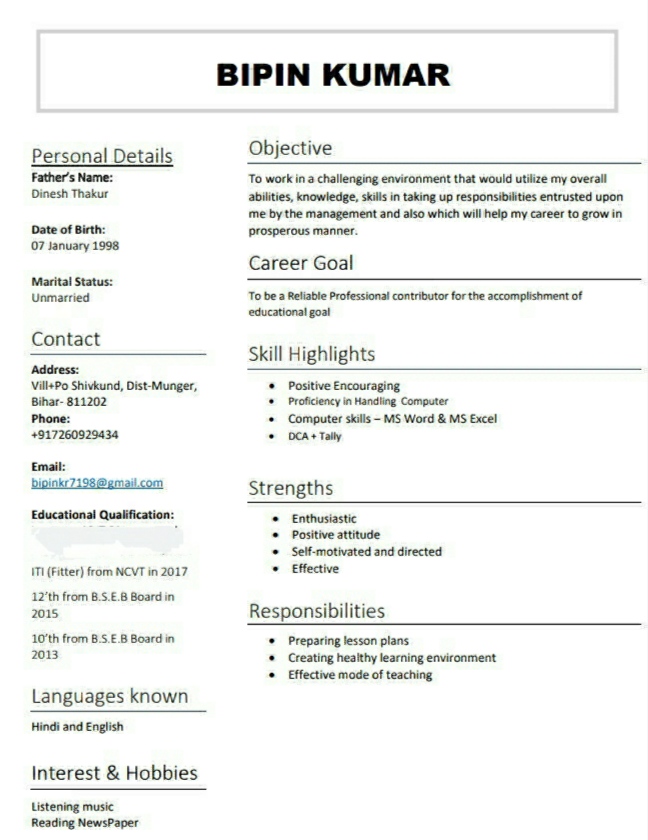 BIPIN KUMAR
Personal Details
Father's Name:
Dinesh Thakur
Date of Birth:
07 January 1998
Marital Status:
Unmarried
Contact
Address:
Vill+Po Shivkund, Dist-Munger,
Bihar- 811202
Phone:
+917260929434
Email:
bipinkr7198@gmail.com
Educational Qualification:
ITI (Fitter) from NCVT in 2017
12'th from B.S.E.B Board in
2015
10'th from B.S.E.B Board in
2013
Languages known
Hindi and English
Interest & Hobbies
Listening music
Reading NewsPaper
Objective
To work in a challenging environment that would utilize my overall
abilities, knowledge, skills in taking up responsibilities entrusted upon
me by the management and also which will help my career to grow in
prosperous manner.
Career Goal
To be a Reliable Professional contributor for the accomplishment of
educational goal
Skill Highlights
• Positive Encouraging
• Proficiency in Handling Computer
• Computer skills – MS Word & MS Excel
• DCA + Tally
Strengths
• Enthusiastic
• Positive attitude
• Self-motivated and directed
• Effective
Responsibilities
• Preparing lesson plans
• Creating healthy learning environment
• Effective mode of teaching